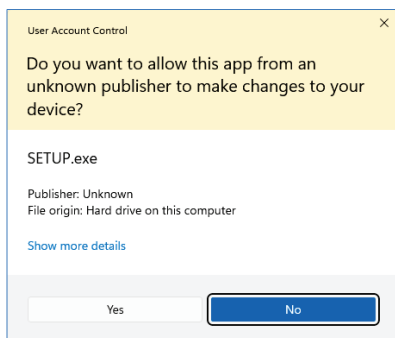 User Account Control
Do you want to allow this app from an
unknown publisher to make changes to your
device?
SETUP.exe
Publisher: Unknown
File origin: Hard drive on this computer
Show more details
Yes
No